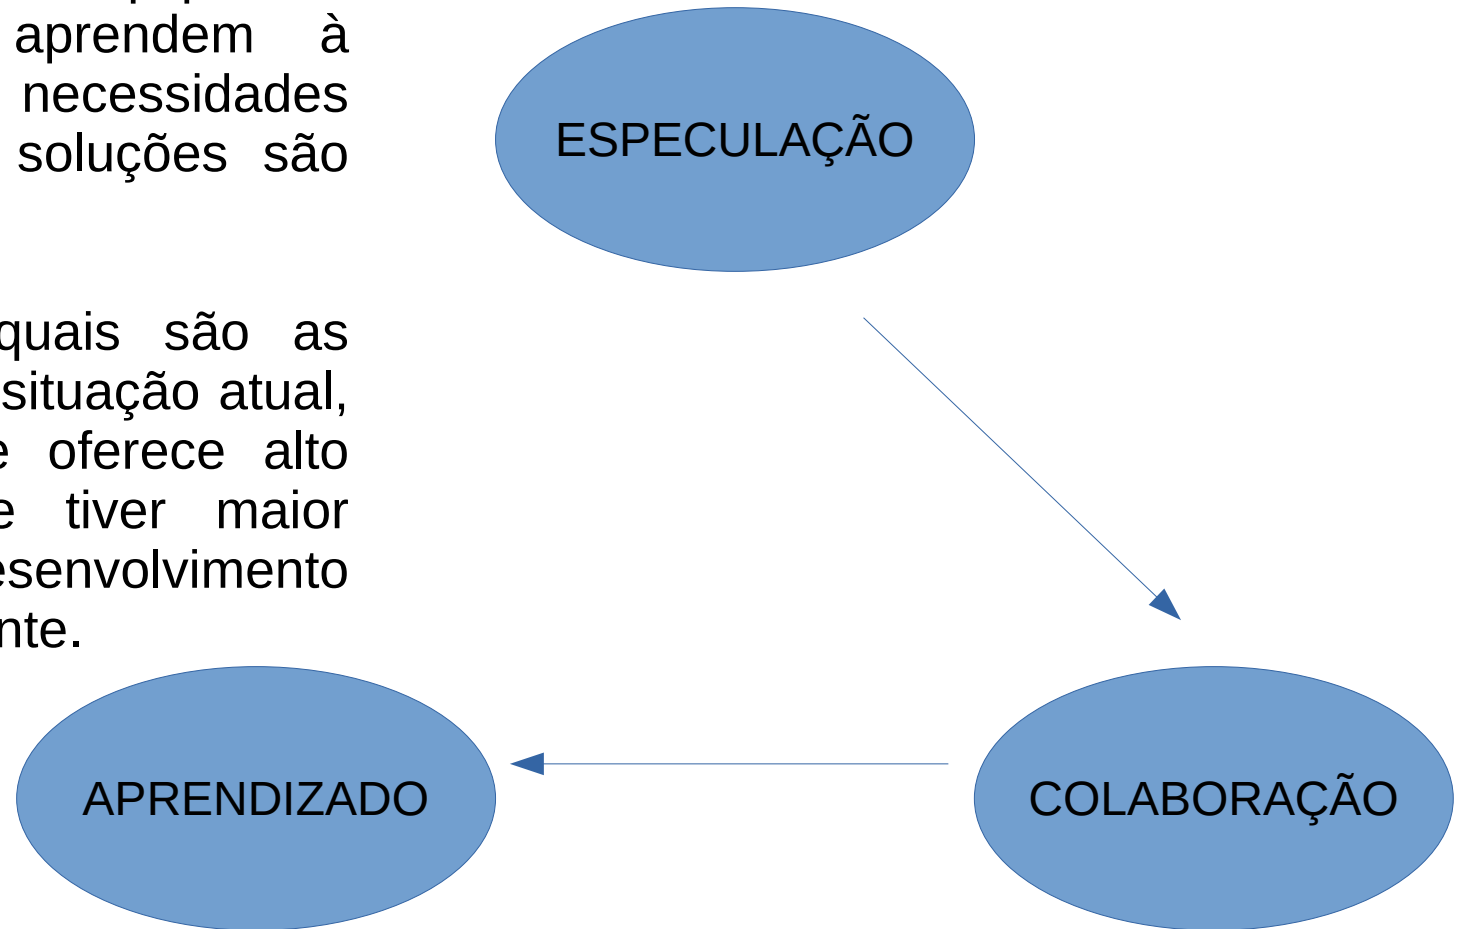 aprendem à
necessidades
soluções são
quais são as
situação atual,
e oferece alto
e tiver maior
esenvolvimento
nte.
ESPECULAÇÃO
APRENDIZADO
COLABORAÇÃO